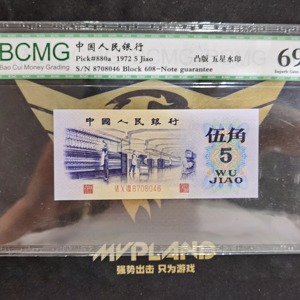 BCMG
Bao Cui Money Grading
中国人民银行
Pick#880a 1972 5 Jiao
S/N 8708046 Block 608-Note guarantee
凸版 五星水印
69
Superb Gem
中国人民银行
伍角
5
WU
JIAO
8708046
MVPLAND
强势出击 只为游戏